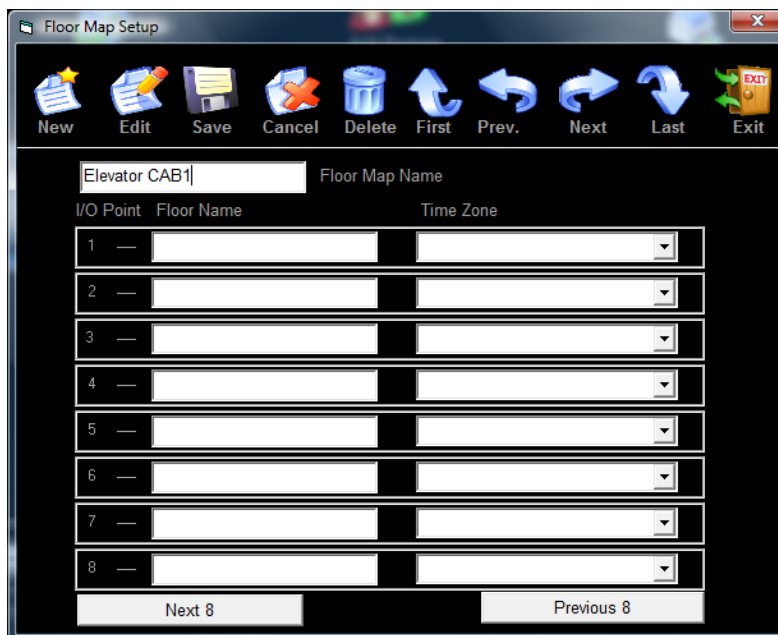 Floor Map Setup
EXIT
New Edit Save Cancel Delete First Prev. Next Last Exit
Elevator CAB1 Floor Map Name
I/O Point Floor Name Time Zone
1 —
2 —
3 —
4 —
5 —
6 —
7 —
8 —
Next 8 Previous 8